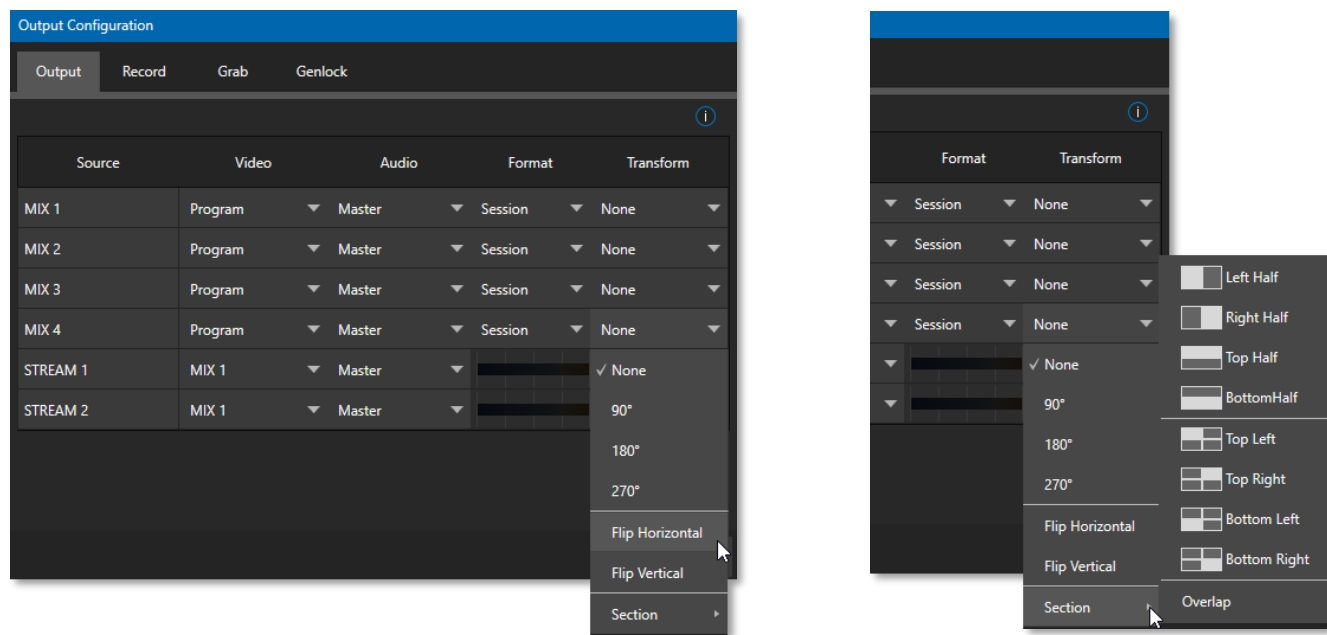 Output Configuration
Output Record Grab Genlock
i
Source Video Audio Format Transform
MIX 1 Program Master Session None
MIX 2 Program Master Session None
MIX 3 Program Master Session None
MIX 4 Program Master Session None
STREAM 1 MIX 1 Master ✓ None
STREAM 2 MIX 1 Master 90°
180°
270°
Flip Horizontal
Flip Vertical
Section
i
Format Transform
Session None
Session None
Session None
Session None
✓ None
90°
180°
270°
Flip Horizontal
Flip Vertical
Section
Left Half
Right Half
Top Half
BottomHalf
Top Left
Top Right
Bottom Left
Bottom Right
Overlap